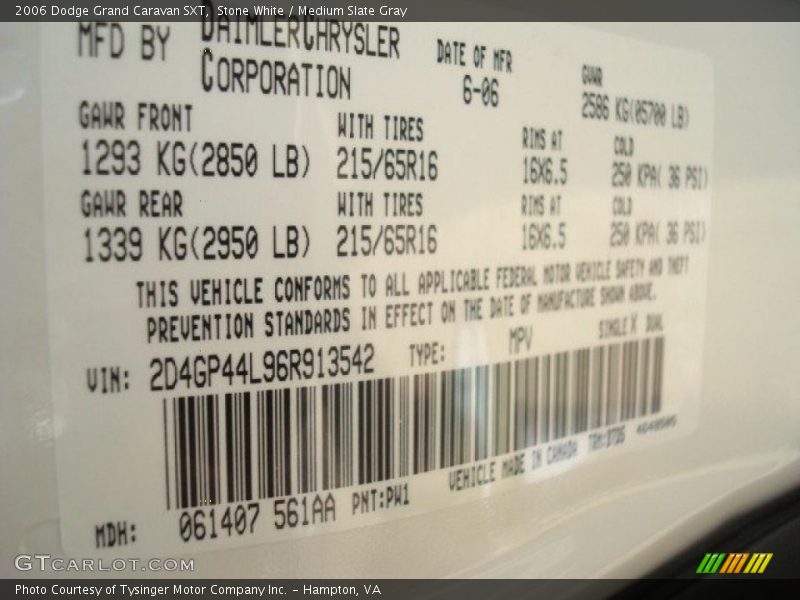 2006 Dodge Grand Caravan SXT, Stone White / Medium Slate Gray
MFD BY DAIMLERCHRYSLER CORPORATION DATE OF MFR 6-06 GVWR 2586 KG(05700 LB)
GAWR FRONT WITH TIRES RIMS AT COLD
1293 KG(2850 LB) 215/65R16 16X6.5 250 KPA( 36 PSI)
GAWR REAR WITH TIRES RIMS AT COLD
1339 KG(2950 LB) 215/65R16 16X6.5 250 KPA( 36 PSI)
THIS VEHICLE CONFORMS TO ALL APPLICABLE FEDERAL MOTOR VEHICLE SAFETY AND THEFT
PREVENTION STANDARDS IN EFFECT ON THE DATE OF MANUFACTURE SHOWN ABOVE.
VIN: 2D4GP44L96R913542 TYPE: MPV SINGLE X DUAL
VEHICLE MADE IN CANADA
MDH: 061407 561AA PNT:PW1
GTCARLOT.COM
Photo Courtesy of Tysinger Motor Company Inc. – Hampton, VA